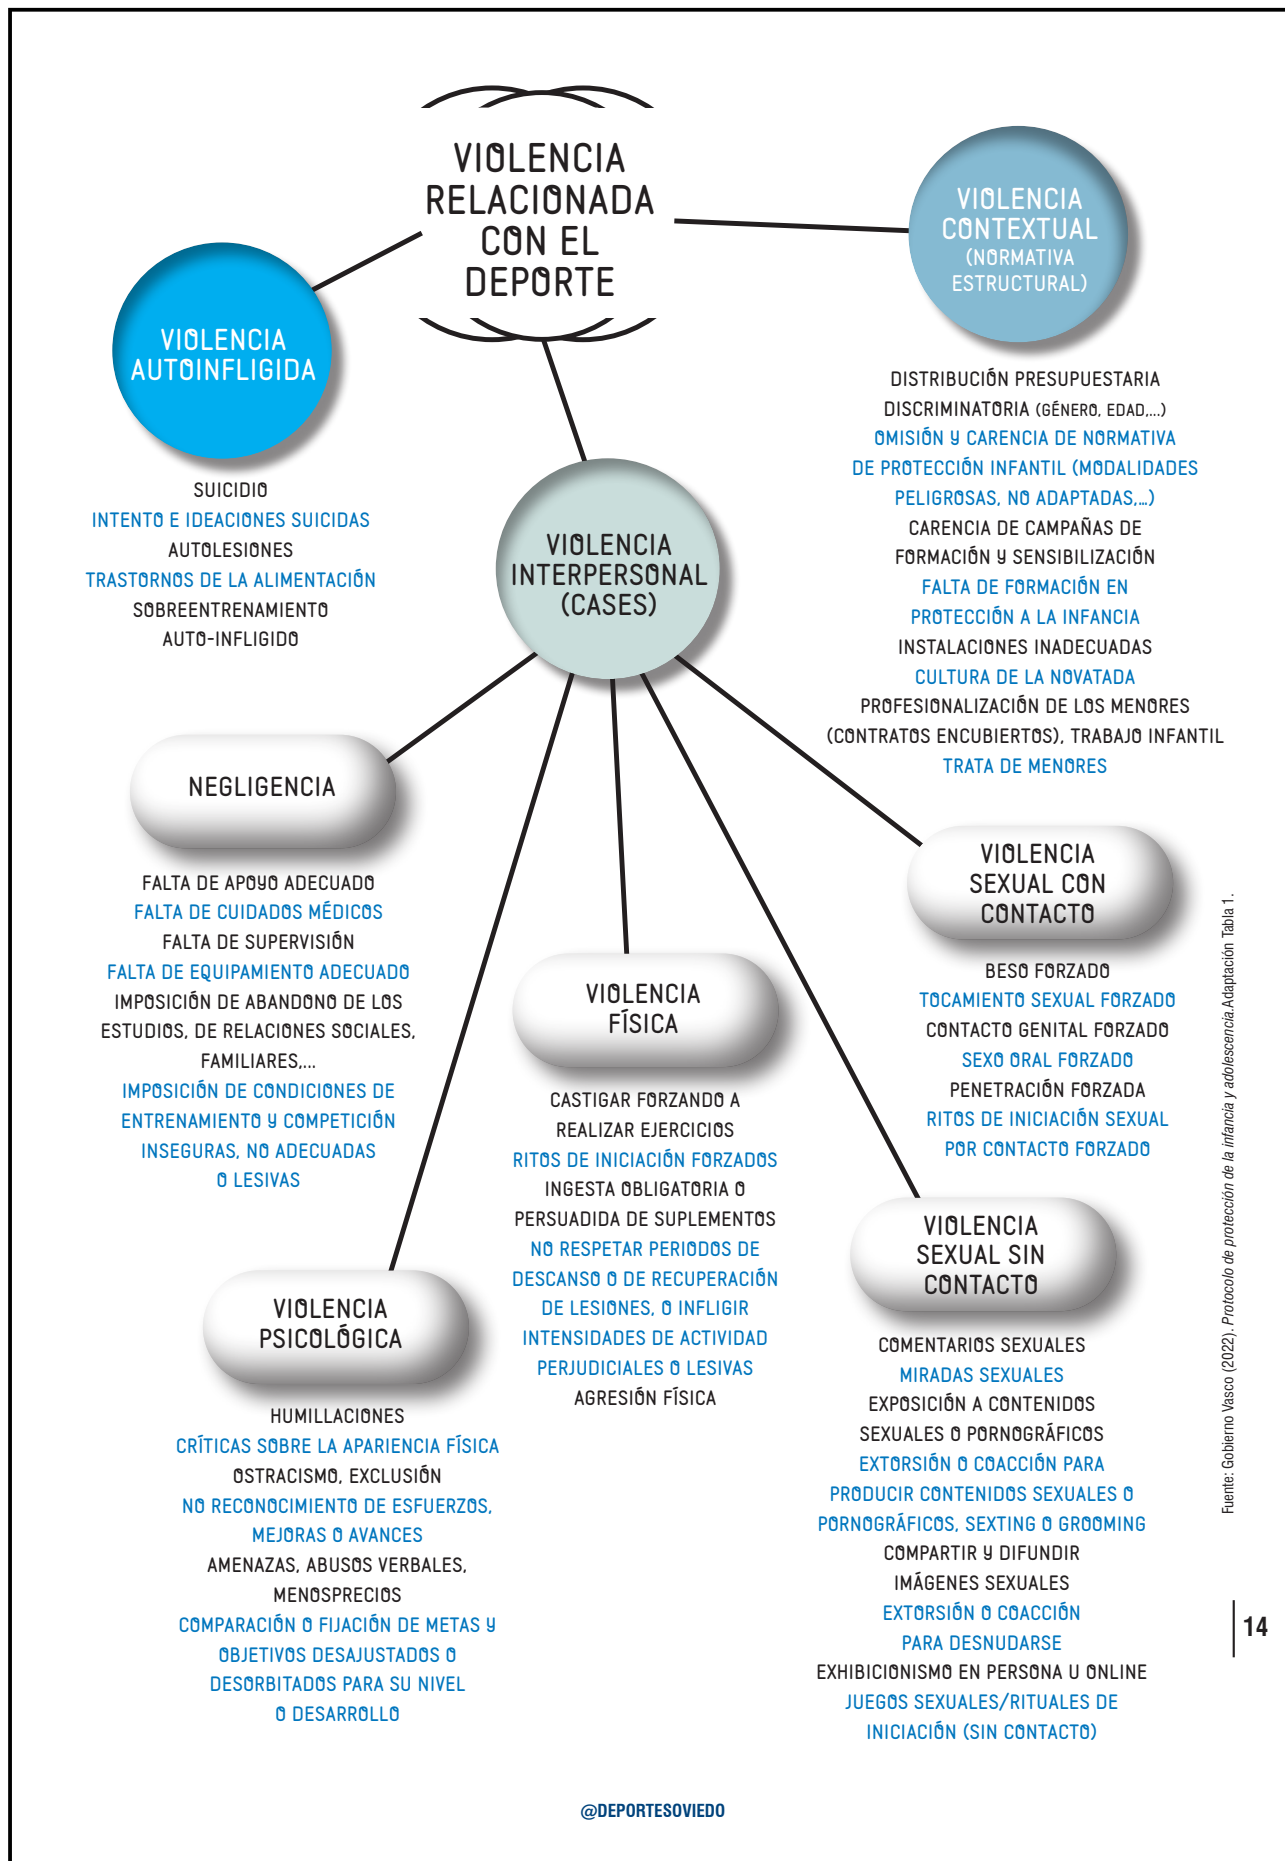 VIOLENCIA
RELACIONADA
CON EL
DEPORTE
VIOLENCIA
CONTEXTUAL
(NORMATIVA
ESTRUCTURAL)
DISTRIBUCIÓN PRESUPUESTARIA
DISCRIMINATORIA (GÉNERO, EDAD,...)
OMISIÓN Y CARENCIA DE NORMATIVA
DE PROTECCIÓN INFANTIL (MODALIDADES
PELIGROSAS, NO ADAPTADAS,...)
CARENCIA DE CAMPAÑAS DE
FORMACIÓN Y SENSIBILIZACIÓN
FALTA DE FORMACIÓN EN
PROTECCIÓN A LA INFANCIA
INSTALACIONES INADECUADAS
CULTURA DE LA NOVATADA
PROFESIONALIZACIÓN DE LOS MENORES
(CONTRATOS ENCUBIERTOS), TRABAJO INFANTIL
TRATA DE MENORES
VIOLENCIA
AUTOINFLIGIDA
SUICIDIO
INTENTO E IDEACIONES SUICIDAS
AUTOLESIONES
TRASTORNOS DE LA ALIMENTACIÓN
SOBREENTRENAMIENTO
AUTO-INFLIGIDO
VIOLENCIA
INTERPERSONAL
(CASES)
NEGLIGENCIA
FALTA DE APOYO ADECUADO
FALTA DE CUIDADOS MÉDICOS
FALTA DE SUPERVISIÓN
FALTA DE EQUIPAMIENTO ADECUADO
IMPOSICIÓN DE ABANDONO DE LOS
ESTUDIOS, DE RELACIONES SOCIALES,
FAMILIARES,...
IMPOSICIÓN DE CONDICIONES DE
ENTRENAMIENTO Y COMPETICIÓN
INSEGURAS, NO ADECUADAS
O LESIVAS
VIOLENCIA
PSICOLÓGICA
HUMILLACIONES
CRÍTICAS SOBRE LA APARIENCIA FÍSICA
OSTRACISMO, EXCLUSIÓN
NO RECONOCIMIENTO DE ESFUERZOS,
MEJORAS O AVANCES
AMENAZAS, ABUSOS VERBALES,
MENOSPRECIOS
COMPARACIÓN O FIJACIÓN DE METAS Y
OBJETIVOS DESAJUSTADOS O
DESORBITADOS PARA SU NIVEL
O DESARROLLO
VIOLENCIA
FÍSICA
CASTIGAR FORZANDO A
REALIZAR EJERCICIOS
RITOS DE INICIACIÓN FORZADOS
INGESTA OBLIGATORIA O
PERSUADIDA DE SUPLEMENTOS
NO RESPETAR PERIODOS DE
DESCANSO O DE RECUPERACIÓN
DE LESIONES, O INFLIGIR
INTENSIDADES DE ACTIVIDAD
PERJUDICIALES O LESIVAS
AGRESIÓN FÍSICA
VIOLENCIA
SEXUAL CON
CONTACTO
BESO FORZADO
TOCAMIENTO SEXUAL FORZADO
CONTACTO GENITAL FORZADO
SEXO ORAL FORZADO
PENETRACIÓN FORZADA
RITOS DE INICIACIÓN SEXUAL
POR CONTACTO FORZADO
VIOLENCIA
SEXUAL SIN
CONTACTO
COMENTARIOS SEXUALES
MIRADAS SEXUALES
EXPOSICIÓN A CONTENIDOS
SEXUALES O PORNOGRÁFICOS
EXTORSIÓN O COACCIÓN PARA
PRODUCIR CONTENIDOS SEXUALES O
PORNOGRÁFICOS, SEXTING O GROOMING
COMPARTIR Y DIFUNDIR
IMÁGENES SEXUALES
EXTORSIÓN O COACCIÓN
PARA DESNUDARSE
EXHIBICIONISMO EN PERSONA U ONLINE
JUEGOS SEXUALES/RITUALES DE
INICIACIÓN (SIN CONTACTO)
Fuente: Gobierno Vasco (2022). Protocolo de protección de la infancia y adolescencia.Adaptación Tabla 1.
14
@DEPORTESOVIEDO